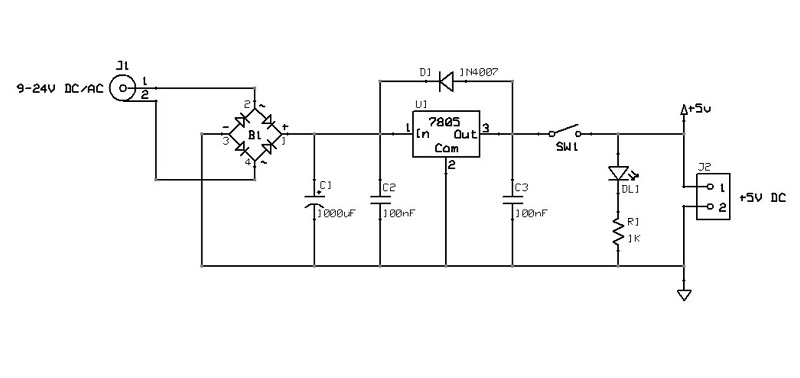 J1
9-24V DC/AC
1
2
2 ~
- B1 +
3 1
4 ~
C1
+
1000uF
D1 1N4007
U1
7805
1 In Out 3
Com
2
C2
100nF
C3
100nF
SW1
DL1
R1
1K
+5v
J2
1
2
+5V DC